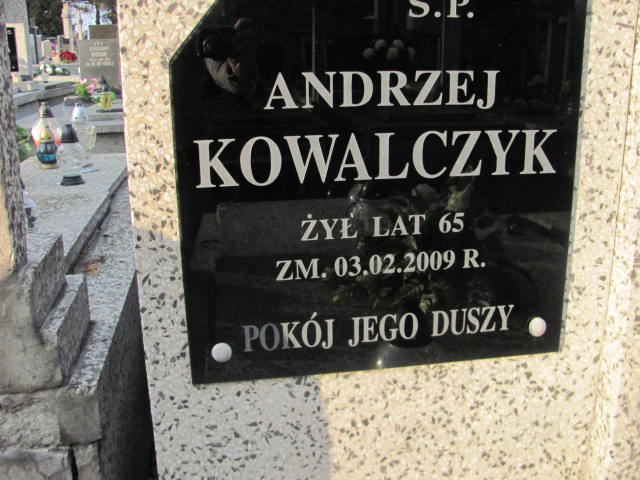 Ś.P.
ANDRZEJ
KOWALCZYK
ŻYŁ LAT 65
ZM. 03.02.2009 R.
POKÓJ JEGO DUSZY